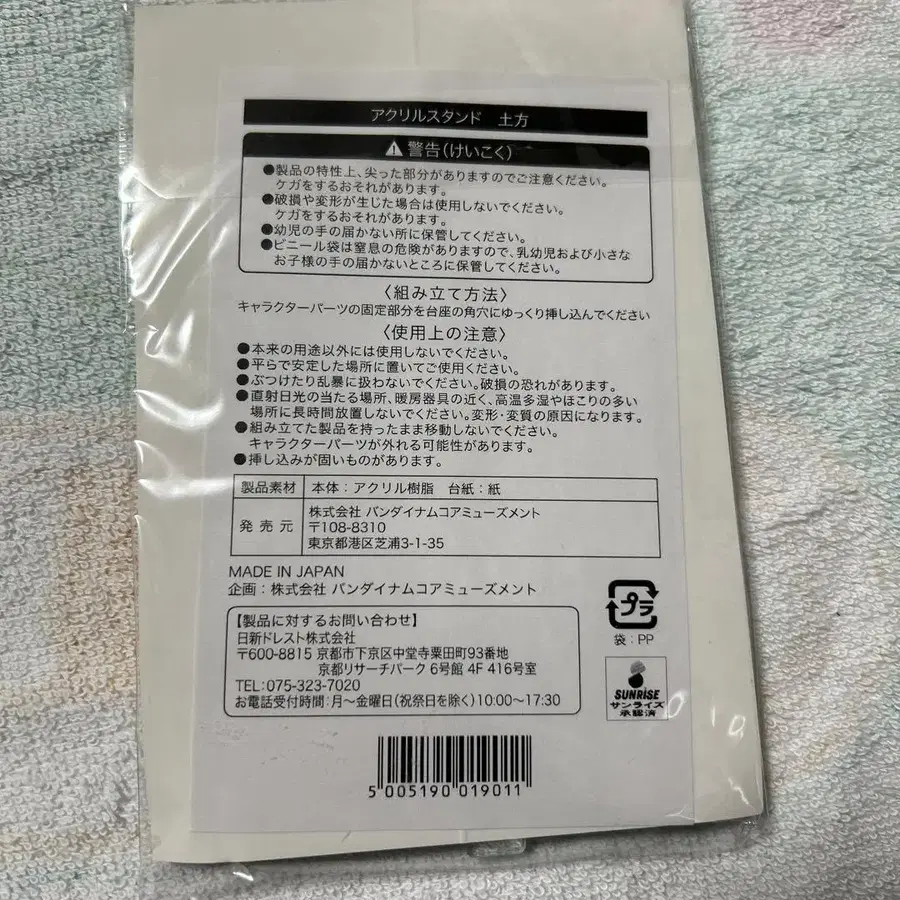 アクリルスタンド 土方
警告(けいこく)
●製品の特性上、尖った部分がありますのでご注意ください。
ケガをするおそれがあります。
●破損や変形が生じた場合は使用しないでください。
ケガをするおそれがあります。
●幼児の手の届かない所に保管してください。
●ビニール袋は窒息の危険がありますので、乳幼児および小さな
お子様の手の届かないところに保管してください。
〈組み立て方法〉
キャラクターパーツの固定部分を台座の角穴にゆっくり挿し込んでください
〈使用上の注意〉
●本来の用途以外には使用しないでください。
●平らで安定した場所に置いてご使用ください。
●ぶつけたり乱暴に扱わないでください。破損の恐れがあります。
●直射日光の当たる場所、暖房器具の近く、高温多湿やほこりの多い
場所に長時間放置しないでください。変形・変質の原因になります。
●組み立てた製品を持ったまま移動しないでください。
キャラクターパーツが外れる可能性があります。
●挿し込みが固いものがあります。
製品素材 本体:アクリル樹脂 台紙:紙
発売元 株式会社 バンダイナムコアミューズメント
〒108-8310
東京都港区芝浦3-1-35
MADE IN JAPAN
企画:株式会社 バンダイナムコアミューズメント
【製品に対するお問い合わせ】
日新ドレスト株式会社
〒600-8815 京都市下京区中堂寺粟田町93番地
京都リサーチパーク 6号館 4F 416号室
TEL:075-323-7020
お電話受付時間:月〜金曜日(祝祭日を除く)10:00〜17:30
プラ
袋:PP
SUNRISE
サンライズ
承認済
5 005190 019011